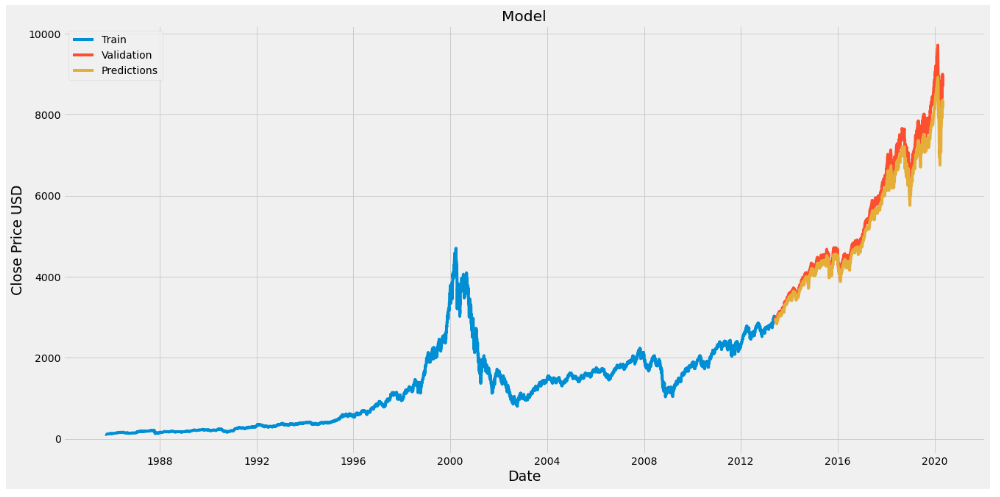 Model
Train
Validation
Predictions
10000
8000
6000
4000
2000
0
Close Price USD
1988 1992 1996 2000 2004 2008 2012 2016 2020
Date